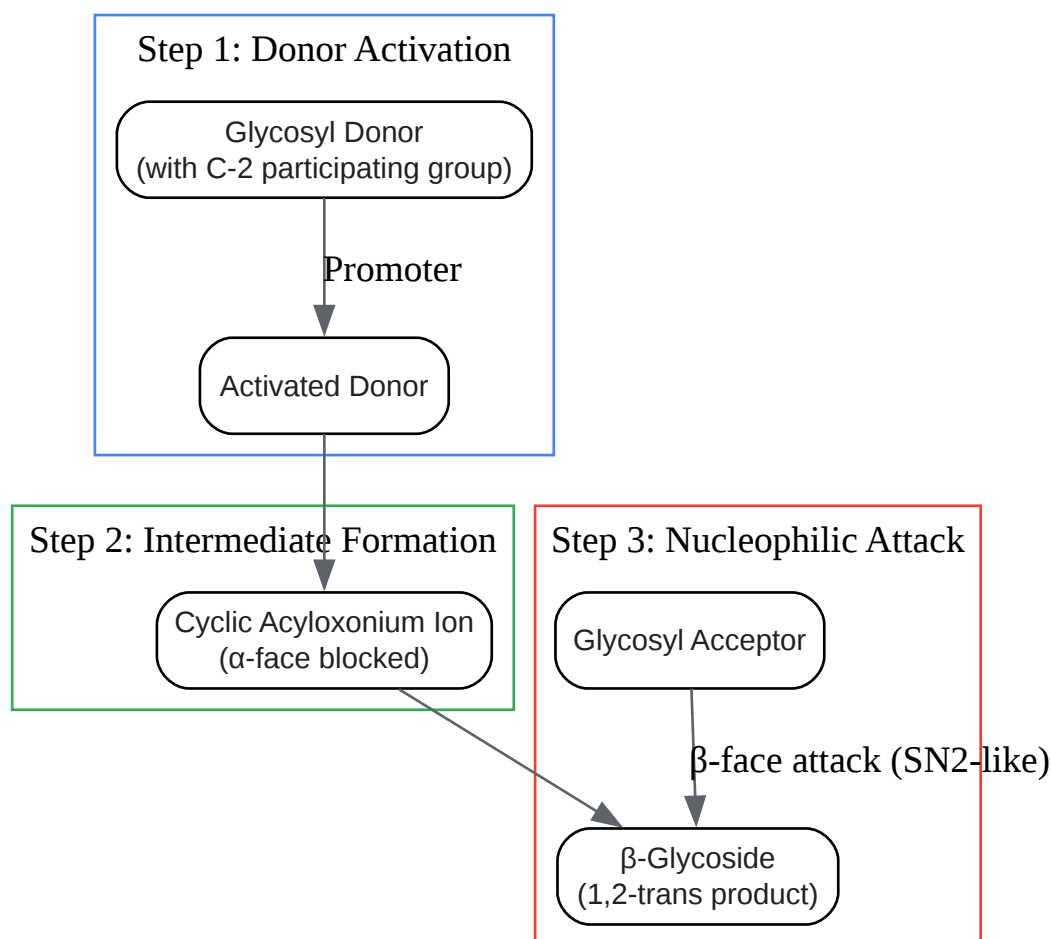 Step 1: Donor Activation
Glycosyl Donor
(with C-2 participating group)
Promoter
Activated Donor
Step 2: Intermediate Formation
Cyclic Acyloxonium Ion
(α-face blocked)
Step 3: Nucleophilic Attack
Glycosyl Acceptor
β-face attack (SN2-like)
β-Glycoside
(1,2-trans product)